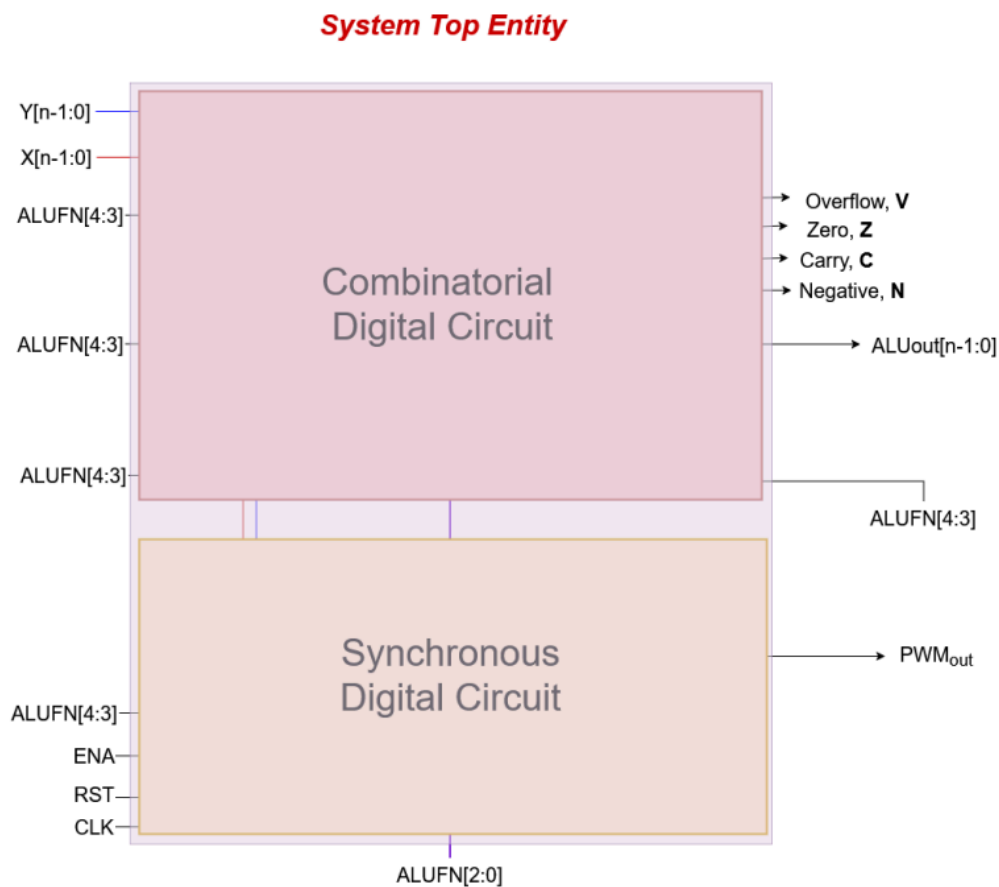 System Top Entity
Y[n-1:0]
X[n-1:0]
ALUFN[4:3]
Overflow, V
Zero, Z
Carry, C
Negative, N
Combinatorial
Digital Circuit
ALUFN[4:3]
ALUout[n-1:0]
ALUFN[4:3]
ALUFN[4:3]
Synchronous
Digital Circuit
PWMout
ALUFN[4:3]
ENA
RST
CLK
ALUFN[2:0]